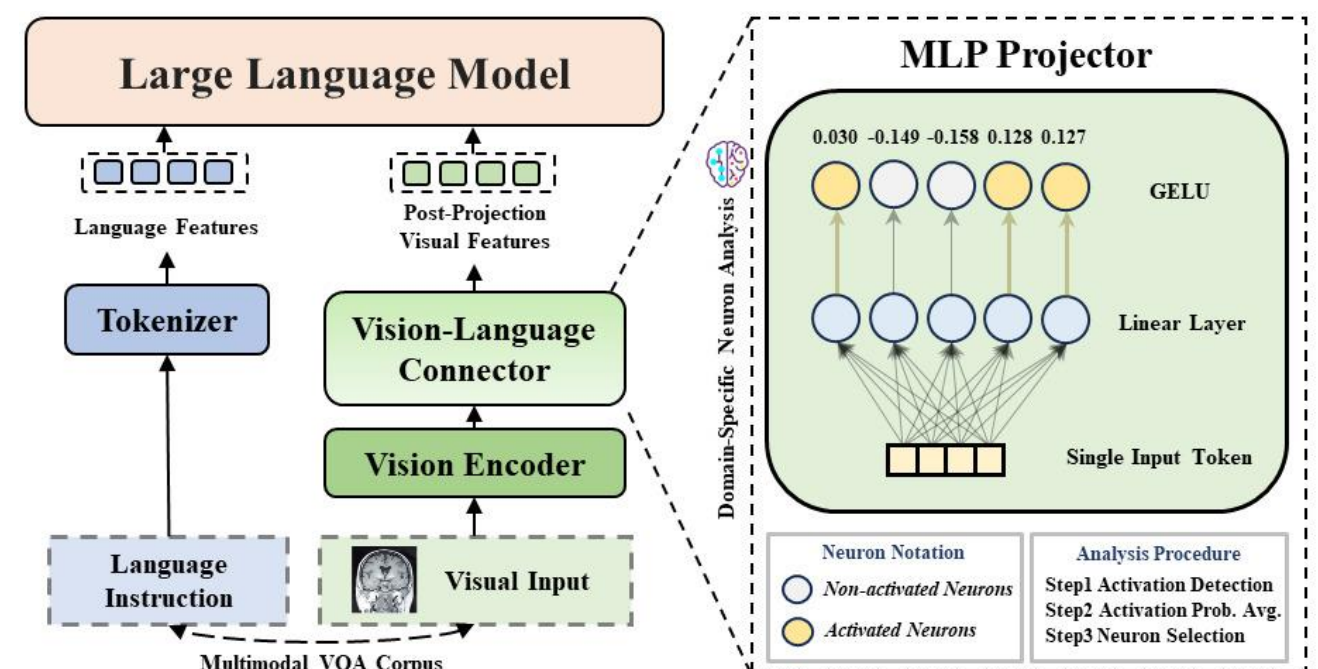 Large Language Model
Language Features
Post-Projection
Visual Features
Tokenizer
Vision-Language
Connector
Vision Encoder
Language
Instruction
Visual Input
Multimodal VQA Corpus
Domain-Specific Neuron Analysis
MLP Projector
0.030 -0.149 -0.158 0.128 0.127
GELU
Linear Layer
Single Input Token
Neuron Notation
Non-activated Neurons
Activated Neurons
Analysis Procedure
Step1 Activation Detection
Step2 Activation Prob. Avg.
Step3 Neuron Selection